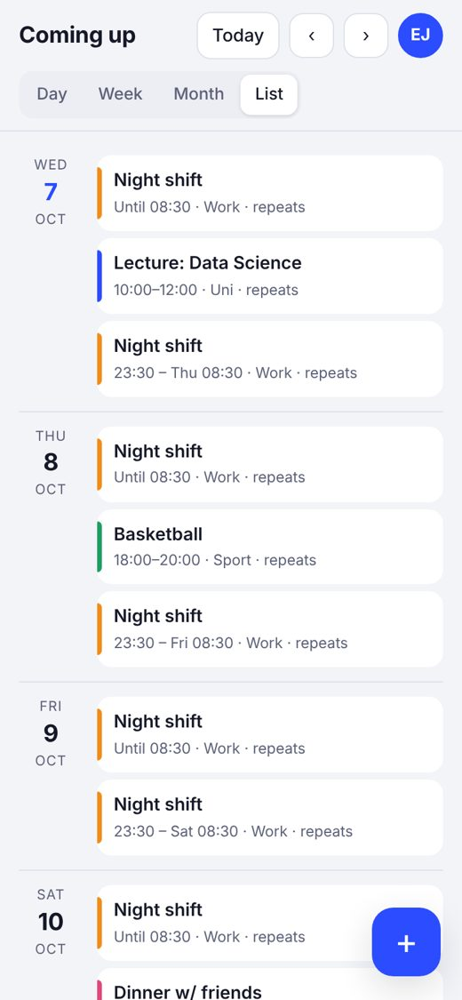 Coming up
Today
‹
›
EJ
Day
Week
Month
List
WED
7
OCT
Night shift
Until 08:30 · Work · repeats
Lecture: Data Science
10:00–12:00 · Uni · repeats
Night shift
23:30 – Thu 08:30 · Work · repeats
THU
8
OCT
Night shift
Until 08:30 · Work · repeats
Basketball
18:00–20:00 · Sport · repeats
Night shift
23:30 – Fri 08:30 · Work · repeats
FRI
9
OCT
Night shift
Until 08:30 · Work · repeats
Night shift
23:30 – Sat 08:30 · Work · repeats
SAT
10
OCT
Night shift
Until 08:30 · Work · repeats
+
Dinner w/ friends